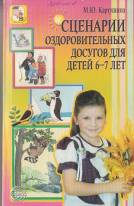 М.Ю. Картушина
СЦЕНАРИИ
ОЗДОРОВИТЕЛЬНЫХ
ДОСУГОВ ДЛЯ
ДЕТЕЙ 6-7 ЛЕТ